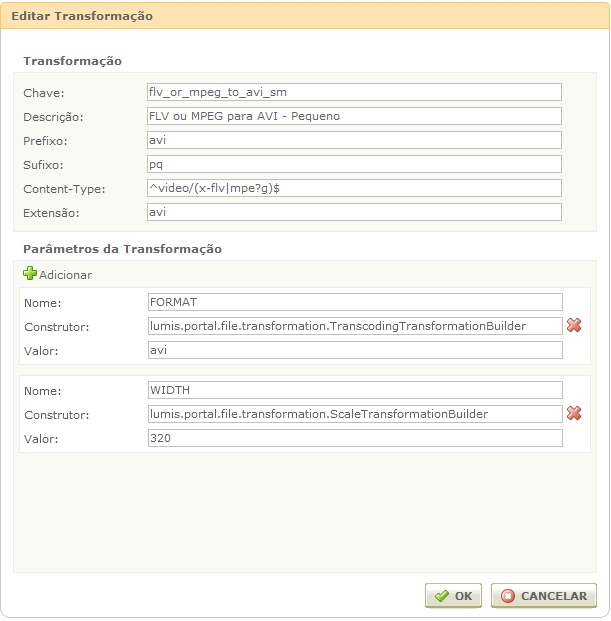 Editar Transformação
Transformação
Chave: flv_or_mpeg_to_avi_sm
Descrição: FLV ou MPEG para AVI - Pequeno
Prefixo: avi
Sufixo: pq
Content-Type: ^video/(x-flv|mpe?g)$
Extensão: avi
Parâmetros da Transformação
Adicionar
Nome: FORMAT
Construtor: lumis.portal.file.transformation.TranscodingTransformationBuilder
Valor: avi
Nome: WIDTH
Construtor: lumis.portal.file.transformation.ScaleTransformationBuilder
Valor: 320
OK CANCELAR